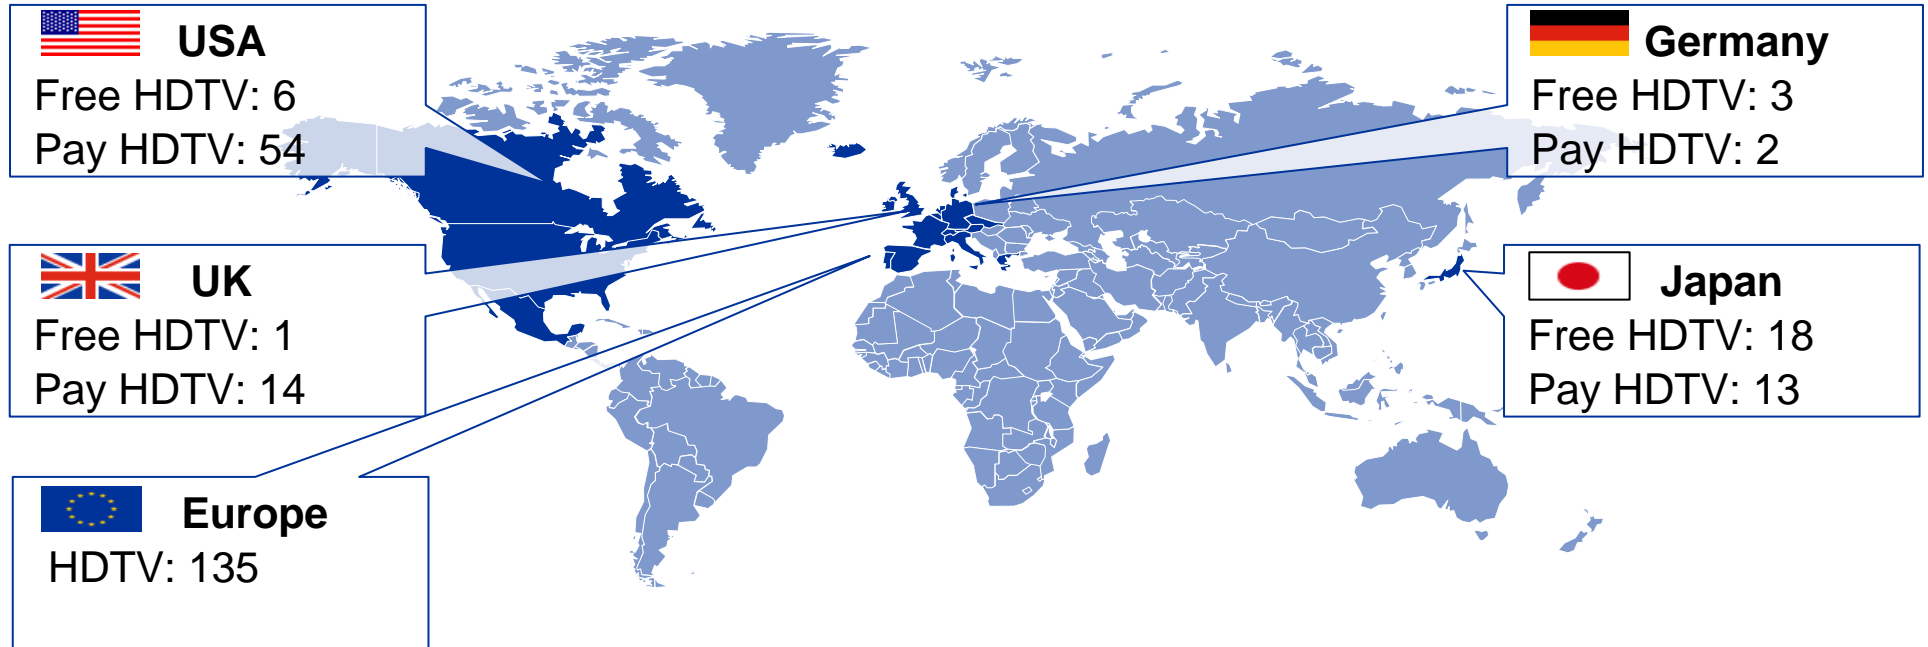 USA
Free HDTV: 6
Pay HDTV: 54
UK
Free HDTV: 1
Pay HDTV: 14
Europe
HDTV: 135
Germany
Free HDTV: 3
Pay HDTV: 2
Japan
Free HDTV: 18
Pay HDTV: 13